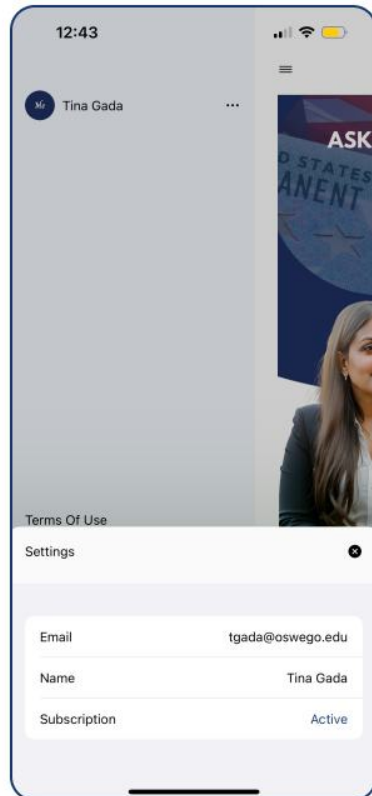 12:43
Me Tina Gada ...
ASK
D STATES
ANENT
Terms Of Use
Settings
Email tgada@oswego.edu
Name Tina Gada
Subscription Active